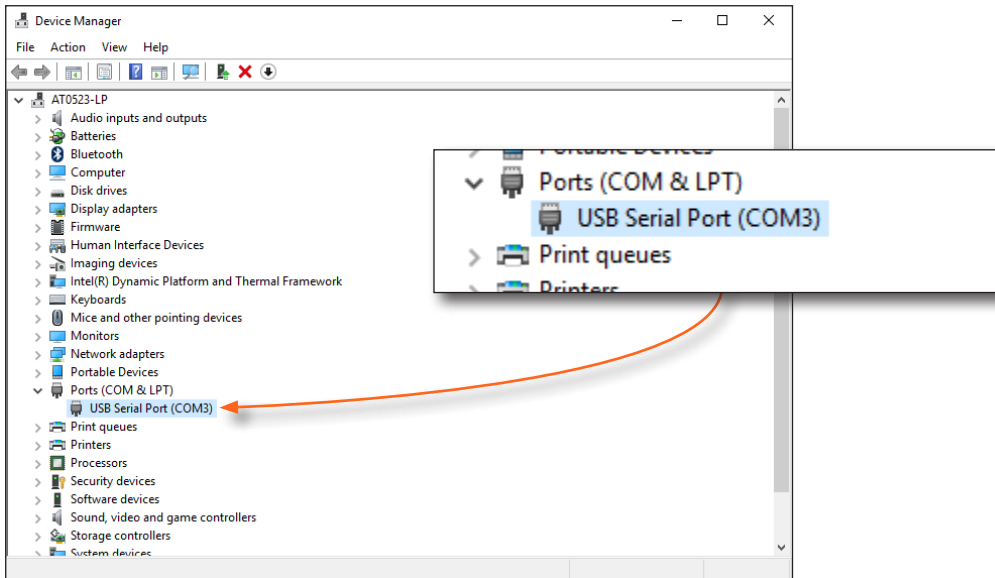 Device Manager
File Action View Help
AT0523-LP
Audio inputs and outputs
Batteries
Bluetooth
Computer
Disk drives
Display adapters
Firmware
Human Interface Devices
Imaging devices
Intel(R) Dynamic Platform and Thermal Framework
Keyboards
Mice and other pointing devices
Monitors
Network adapters
Portable Devices
Ports (COM & LPT)
USB Serial Port (COM3)
Print queues
Printers
Processors
Security devices
Software devices
Sound, video and game controllers
Storage controllers
System devices
Portable Devices
Ports (COM & LPT)
USB Serial Port (COM3)
Print queues
Printers